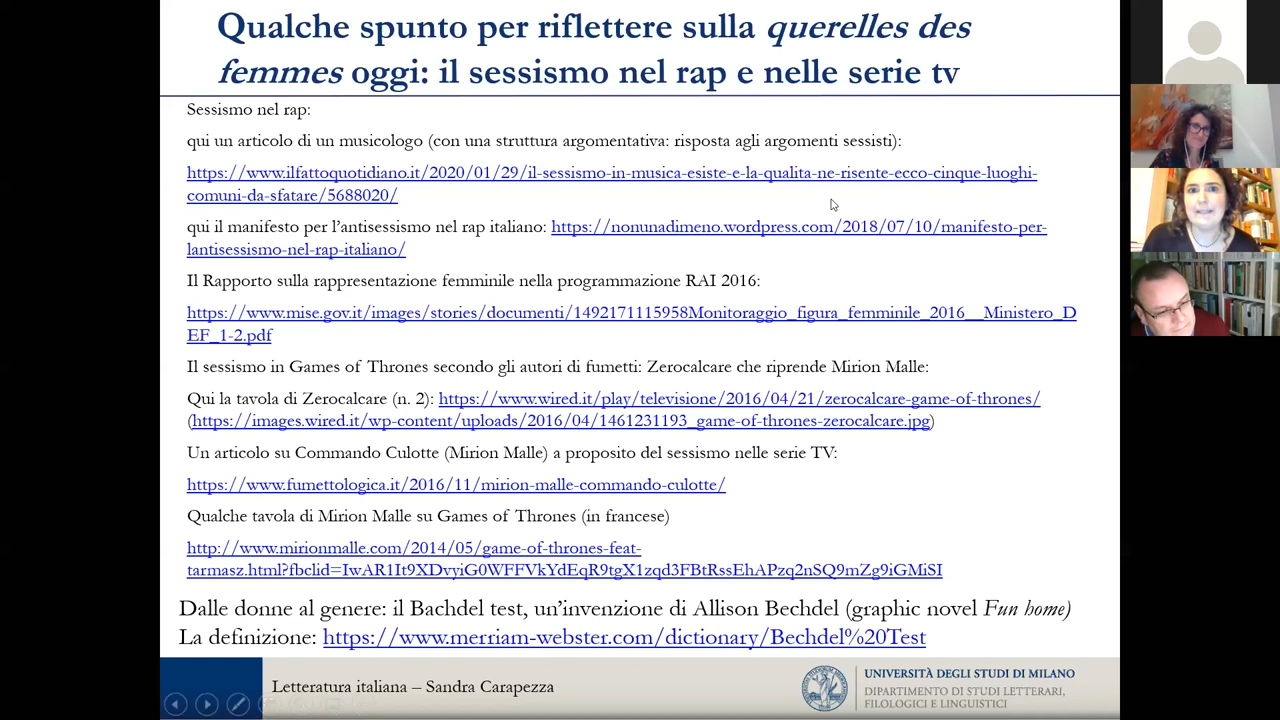 Qualche spunto per riflettere sulla querelles des
femmes oggi: il sessismo nel rap e nelle serie tv
Sessismo nel rap:
qui un articolo di un musicologo (con una struttura argomentativa: risposta agli argomenti sessisti):
https://www.ilfattoquotidiano.it/2020/01/29/il-sessismo-in-musica-esiste-e-la-qualita-ne-risente-ecco-cinque-luoghi-
comuni-da-sfatare/5688020/
qui il manifesto per l'antisessismo nel rap italiano: https://nonunadimeno.wordpress.com/2018/07/10/manifesto-per-
lantisessismo-nel-rap-italiano/
Il Rapporto sulla rappresentazione femminile nella programmazione RAI 2016:
https://www.mise.gov.it/images/stories/documenti/1492171115958Monitoraggio_figura_femminile_2016__Ministero_D
EF_1-2.pdf
Il sessismo in Games of Thrones secondo gli autori di fumetti: Zerocalcare che riprende Mirion Malle:
Qui la tavola di Zerocalcare (n. 2): https://www.wired.it/play/televisione/2016/04/21/zerocalcare-game-of-thrones/
(https://images.wired.it/wp-content/uploads/2016/04/1461231193_game-of-thrones-zerocalcare.jpg)
Un articolo su Commando Culotte (Mirion Malle) a proposito del sessismo nelle serie TV:
https://www.fumettologica.it/2016/11/mirion-malle-commando-culotte/
Qualche tavola di Mirion Malle su Games of Thrones (in francese)
http://www.mirionmalle.com/2014/05/game-of-thrones-feat-
tarmasz.html?fbclid=IwAR1It9XDvyiG0WFFVkYdEqR9tgX1zqd3FBtRssEhAPzq2nSQ9mZg9iGMiSI
Dalle donne al genere: il Bachdel test, un'invenzione di Allison Bechdel (graphic novel Fun home)
La definizione: https://www.merriam-webster.com/dictionary/Bechdel%20Test
Letteratura italiana – Sandra Carapezza
UNIVERSITÀ DEGLI STUDI DI MILANO
DIPARTIMENTO DI STUDI LETTERARI,
FILOLOGICI E LINGUISTICI